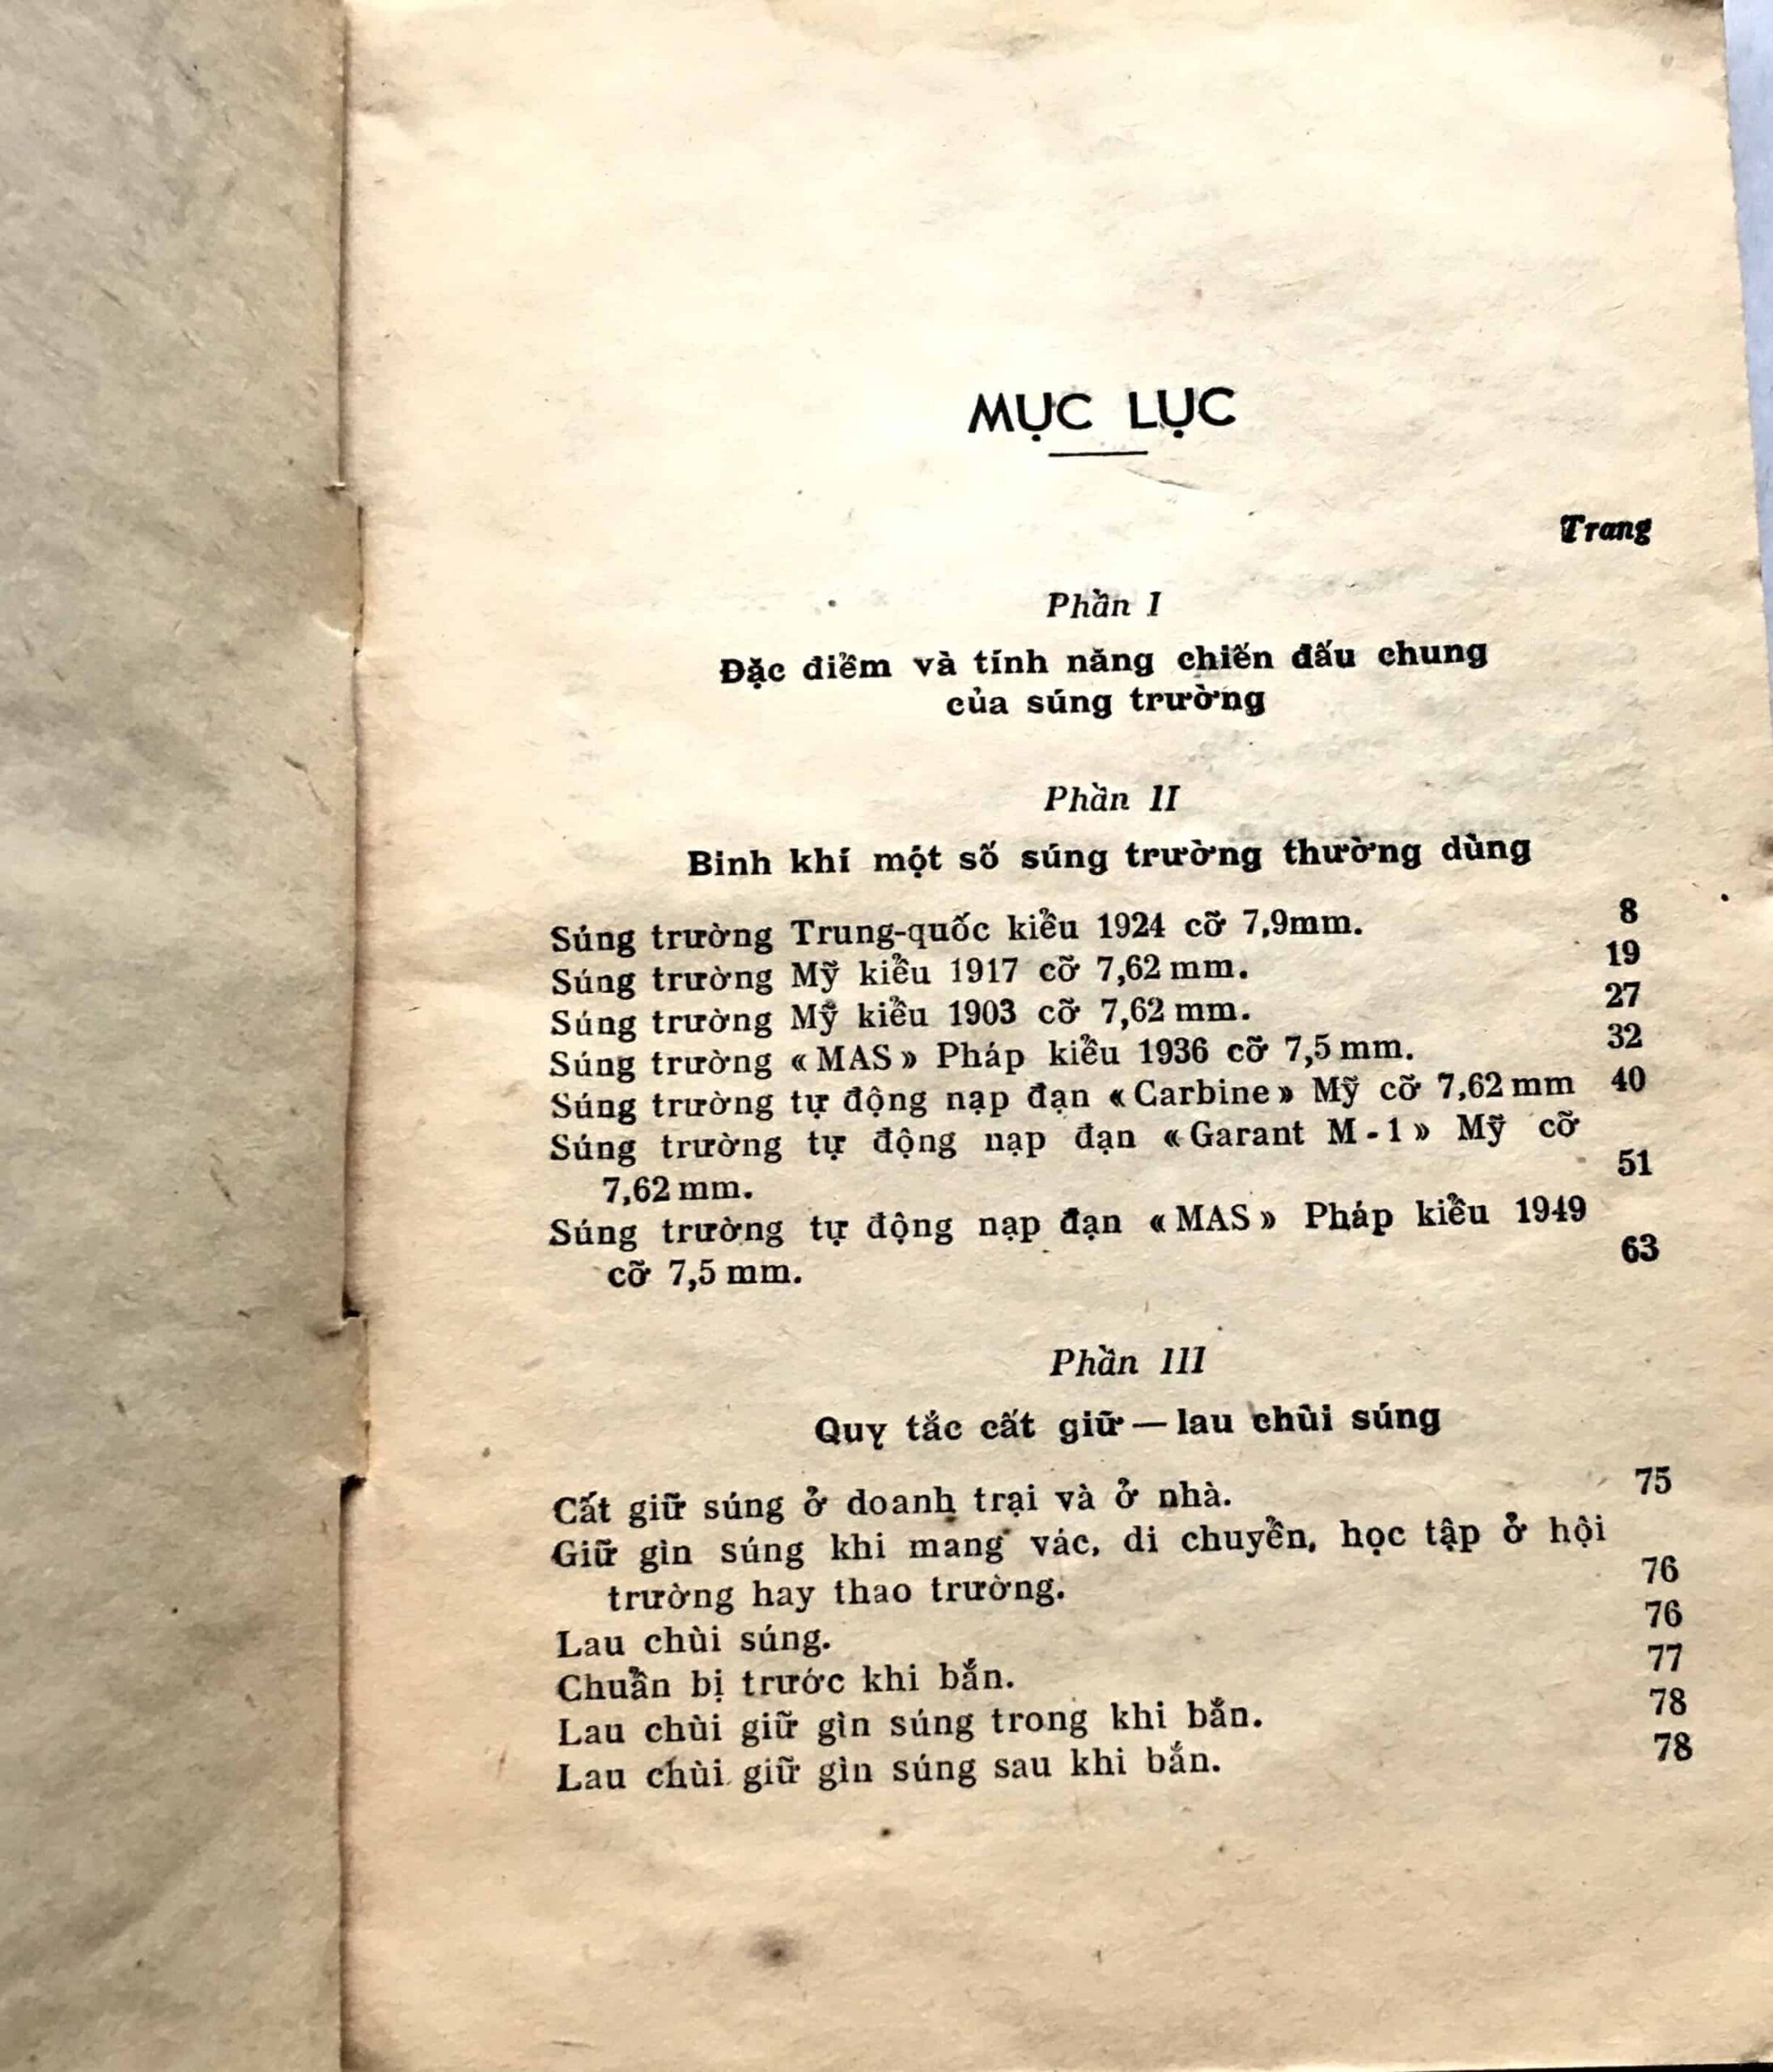 MỤC LỤC
Trang
Phần I
Đặc điểm và tính năng chiến đấu chung
của súng trường
Phần II
Binh khí một số súng trường thường dùng
Súng trường Trung-quốc kiểu 1924 cỡ 7,9mm. 8
Súng trường Mỹ kiểu 1917 cỡ 7,62 mm. 19
Súng trường Mỹ kiểu 1903 cỡ 7,62 mm. 27
Súng trường «MAS» Pháp kiểu 1936 cỡ 7,5 mm. 32
Súng trường tự động nạp đạn «Carbine» Mỹ cỡ 7,62 mm 40
Súng trường tự động nạp đạn «Garant M-1» Mỹ cỡ
7,62 mm. 51
Súng trường tự động nạp đạn «MAS» Pháp kiểu 1949
cỡ 7,5 mm. 63
Phần III
Quy tắc cất giữ — lau chùi súng
Cất giữ súng ở doanh trại và ở nhà. 75
Giữ gìn súng khi mang vác, di chuyển, học tập ở hội
trường hay thao trường. 76
Lau chùi súng. 76
Chuẩn bị trước khi bắn. 77
Lau chùi giữ gìn súng trong khi bắn. 78
Lau chùi giữ gìn súng sau khi bắn. 78